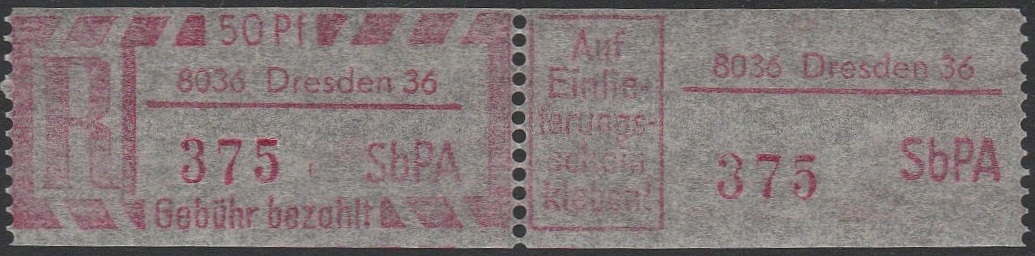 50 Pf
R
8036 Dresden 36
375 SbPA
Gebühr bezahlt
Auf
Einlie-
ferungs-
schein
kleben!
8036 Dresden 36
375 SbPA